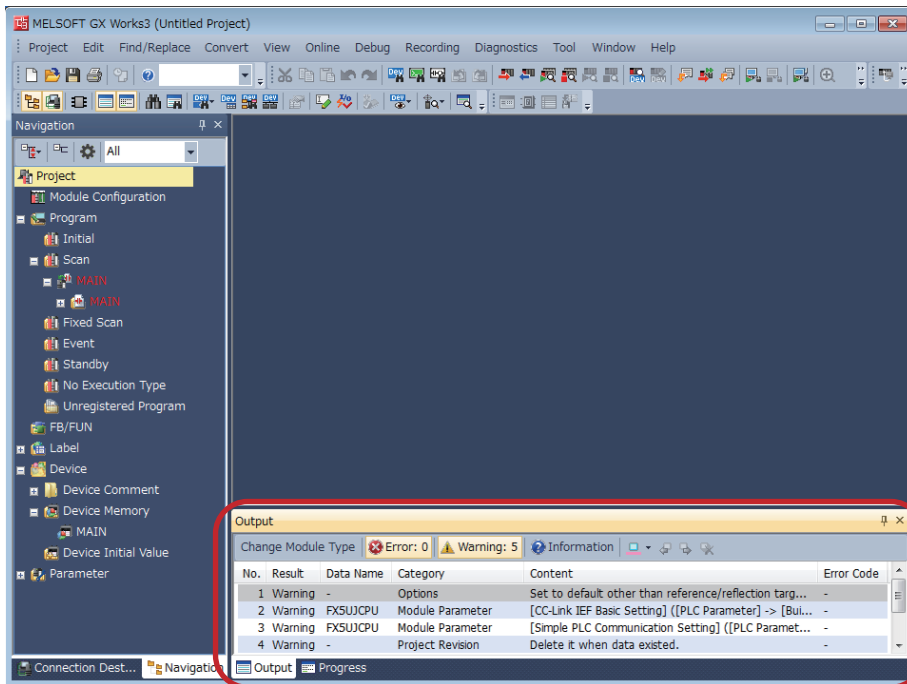 MELSOFT GX Works3 (Untitled Project)
Project Edit Find/Replace Convert View Online Debug Recording Diagnostics Tool Window Help
Navigation
All
Project
Module Configuration
Program
Initial
Scan
MAIN
MAIN
Fixed Scan
Event
Standby
No Execution Type
Unregistered Program
FB/FUN
Label
Device
Device Comment
Device Memory
MAIN
Device Initial Value
Parameter
Connection Dest... Navigation
Output
Change Module Type Error: 0 Warning: 5 Information
No. Result Data Name Category Content Error Code
1 Warning - Options Set to default other than reference/reflection targ... -
2 Warning FX5UJCPU Module Parameter [CC-Link IEF Basic Setting] ([PLC Parameter] -> [Bui... -
3 Warning FX5UJCPU Module Parameter [Simple PLC Communication Setting] ([PLC Paramet... -
4 Warning - Project Revision Delete it when data existed. -
Output Progress